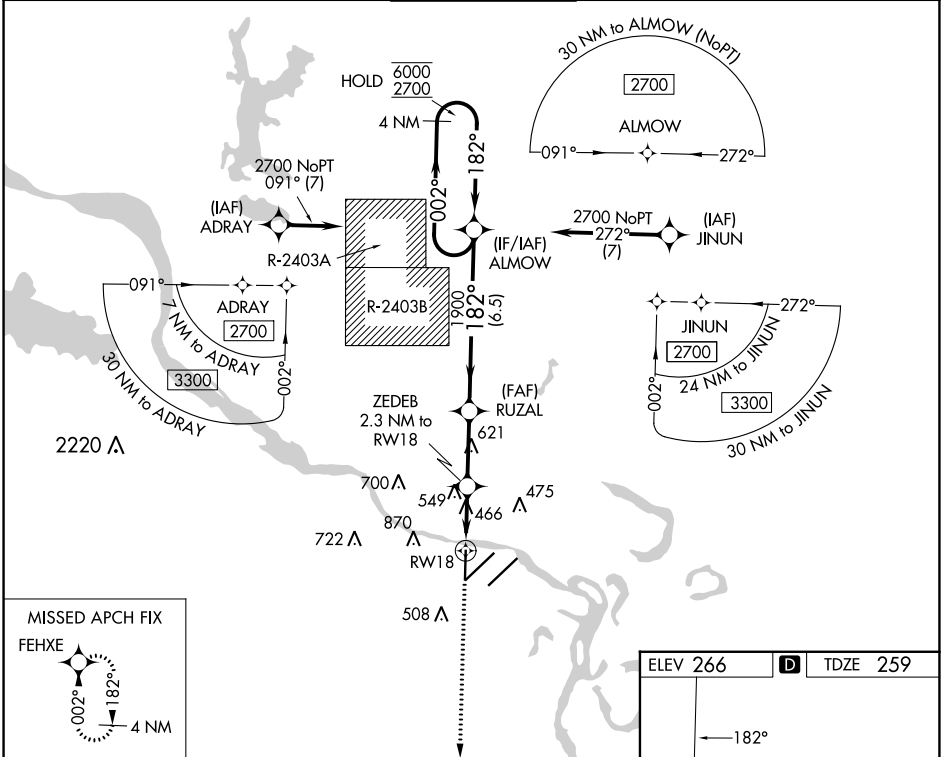 30 NM to ALMOW (NoPT)
2700
ALMOW
091°
272°
HOLD
6000
2700
4 NM
182°
002°
2700 NoPT
091° (7)
(IAF)
ADRAY
R-2403A
R-2403B
(IF/IAF)
ALMOW
2700 NoPT
272°
(7)
(IAF)
JINUN
1900
182°
(6.5)
091°
ADRAY
2700
7 NM to ADRAY
3300
30 NM to ADRAY
002°
272°
JINUN
2700
24 NM to JINUN
3300
30 NM to JINUN
002°
(FAF)
RUZAL
ZEDEB
2.3 NM to
RW18
621
2220
700
549
466
475
722
870
RW18
508
MISSED APCH FIX
FEHXE
002°
182°
4 NM
ELEV 266
D
TDZE 259
182°